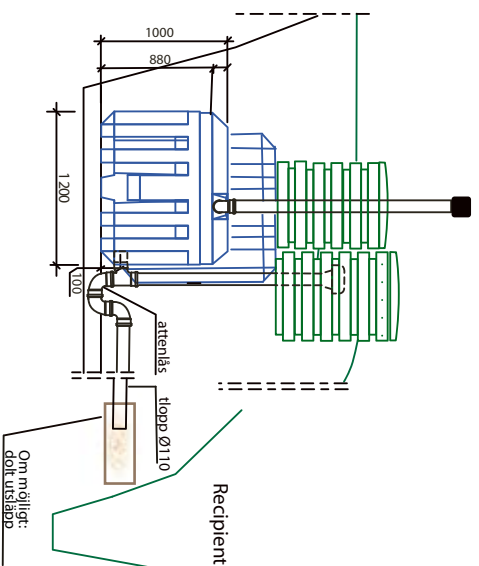 1000
880
1200
100
attenlås
tlopp Ø110
Recipient
Om möjligt:
dolt utsläpp